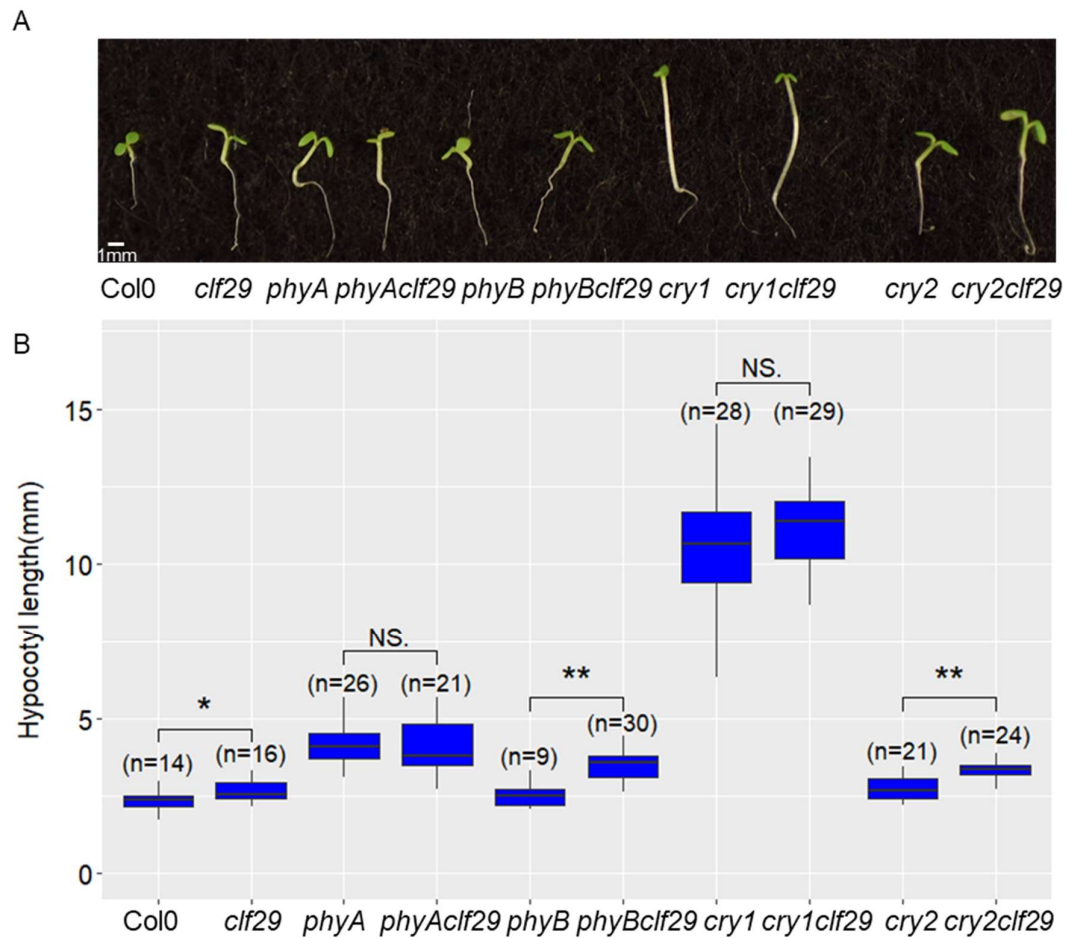 A
1mm
Col0 clf29 phyA phyAclf29 phyB phyBclf29 cry1 cry1clf29 cry2 cry2clf29
B
Hypocotyl length(mm)
15
10
5
0
NS.
(n=28) (n=29)
NS.
(n=26) (n=21)
* ** **
(n=14) (n=16) (n=9) (n=30) (n=21) (n=24)
Col0 clf29 phyA phyAclf29 phyB phyBclf29 cry1 cry1clf29 cry2 cry2clf29